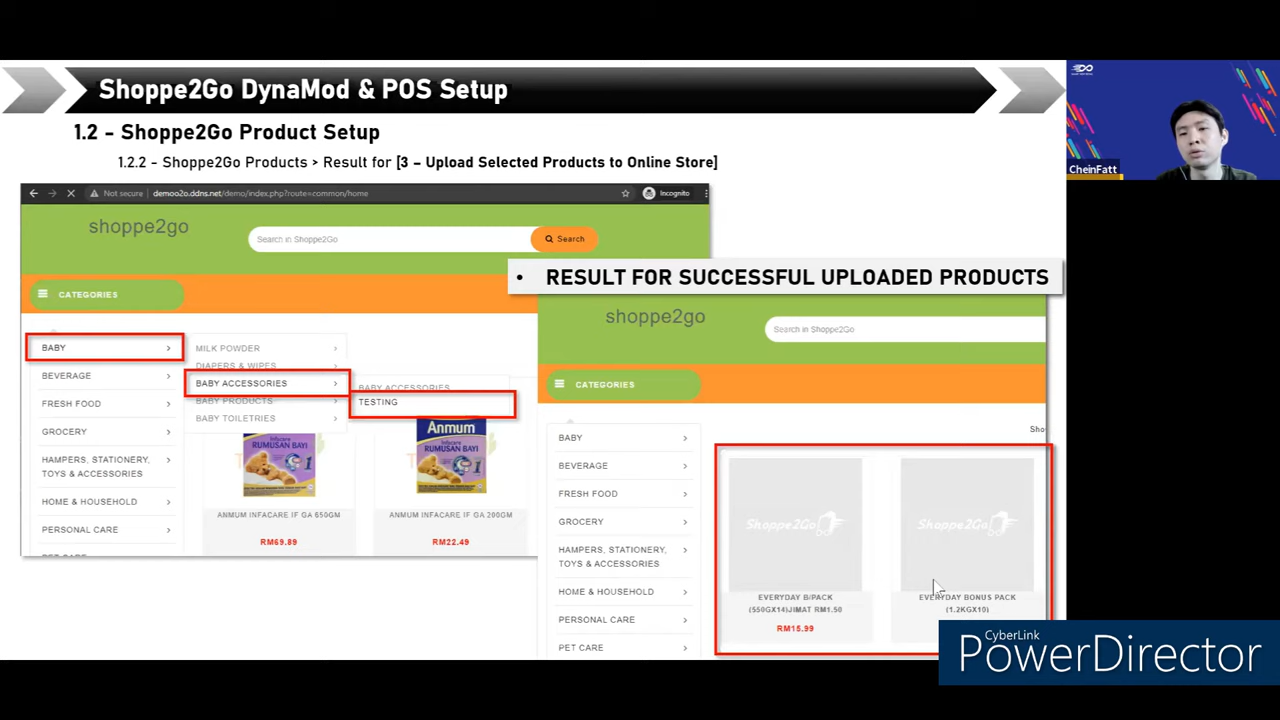 Shoppe2Go DynaMod & POS Setup
1.2 - Shoppe2Go Product Setup
1.2.2 - Shoppe2Go Products > Result for [3 – Upload Selected Products to Online Store]
CheinFatt
Not secure demoo2o.ddns.net/demo/index.php?route=common/home
Incognito
shoppe2go
Search in Shoppe2Go
Search
• RESULT FOR SUCCESSFUL UPLOADED PRODUCTS
CATEGORIES
BABY
BEVERAGE
FRESH FOOD
GROCERY
HAMPERS, STATIONERY,
TOYS & ACCESSORIES
HOME & HOUSEHOLD
PERSONAL CARE
MILK POWDER
DIAPERS & WIPES
BABY ACCESSORIES
BABY PRODUCTS
BABY TOILETRIES
BABY ACCESSORIES
TESTING
Infacare
RUMUSAN BAYI
1
Anmum
Infacare
RUMUSAN BAYI
1
ANMUM INFACARE IF GA 650GM
RM69.89
ANMUM INFACARE IF GA 200GM
RM22.49
shoppe2go
Search in Shoppe2Go
CATEGORIES
Show
BABY
BEVERAGE
FRESH FOOD
GROCERY
HAMPERS, STATIONERY,
TOYS & ACCESSORIES
HOME & HOUSEHOLD
PERSONAL CARE
PET CARE
Shoppe2Go
Shoppe2Go
EVERYDAY B/PACK
(550GX14)JIMAT RM1.50
RM15.99
EVERYDAY BONUS PACK
(1.2KGX10)
CyberLink
PowerDirector